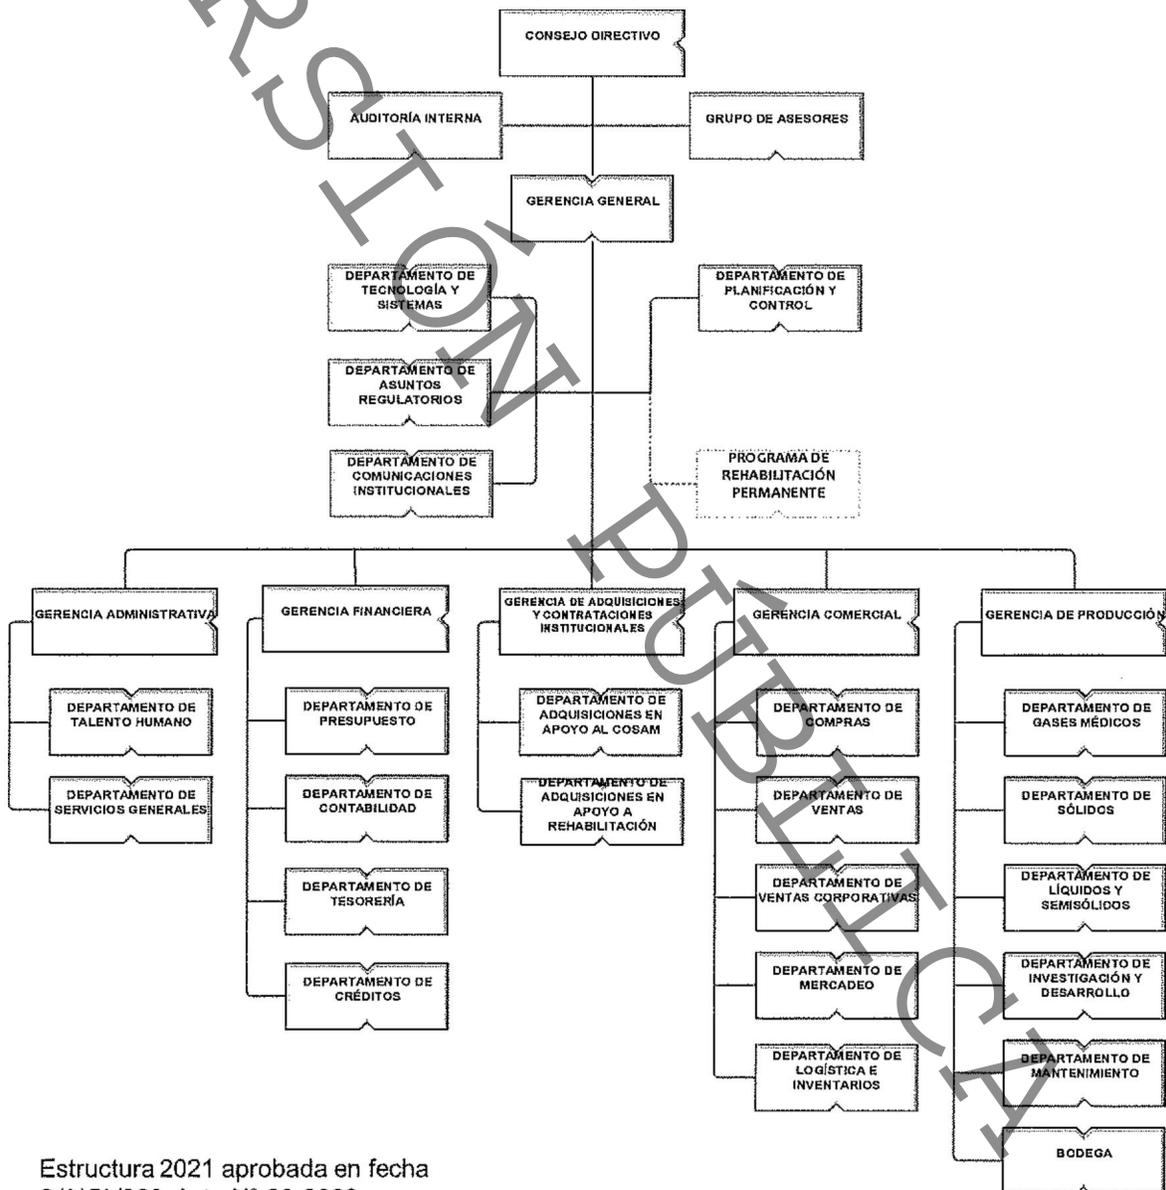 CONSEJO DIRECTIVO
AUDITORÍA INTERNA
GRUPO DE ASESORES
GERENCIA GENERAL
DEPARTAMENTO DE
TECNOLOGÍA Y
SISTEMAS
DEPARTAMENTO DE
PLANIFICACIÓN Y
CONTROL
DEPARTAMENTO DE
ASUNTOS
REGULATORIOS
DEPARTAMENTO DE
COMUNICACIONES
INSTITUCIONALES
PROGRAMA DE
REHABILITACIÓN
PERMANENTE
GERENCIA ADMINISTRATIVA
DEPARTAMENTO DE
TALENTO HUMANO
DEPARTAMENTO DE
SERVICIOS GENERALES
GERENCIA FINANCIERA
DEPARTAMENTO DE
PRESUPUESTO
DEPARTAMENTO DE
CONTABILIDAD
DEPARTAMENTO DE
TESORERÍA
DEPARTAMENTO DE
CRÉDITOS
GERENCIA DE ADQUISICIONES
Y CONTRATACIONES
INSTITUCIONALES
DEPARTAMENTO DE
ADQUISICIONES EN
APOYO AL COSAM
DEPARTAMENTO DE
ADQUISICIONES EN
APOYO A
REHABILITACIÓN
GERENCIA COMERCIAL
DEPARTAMENTO DE
COMPRAS
DEPARTAMENTO DE
VENTAS
DEPARTAMENTO DE
VENTAS CORPORATIVAS
DEPARTAMENTO DE
MERCADEO
DEPARTAMENTO DE
LOGÍSTICA E
INVENTARIOS
GERENCIA DE PRODUCCIÓN
DEPARTAMENTO DE
GASES MÉDICOS
DEPARTAMENTO DE
SÓLIDOS
DEPARTAMENTO DE
LÍQUIDOS Y
SEMISÓLIDOS
DEPARTAMENTO DE
INVESTIGACIÓN Y
DESARROLLO
DEPARTAMENTO DE
MANTENIMIENTO
BODEGA
Estructura 2021 aprobada en fecha
RSIÓN PÚBLICA